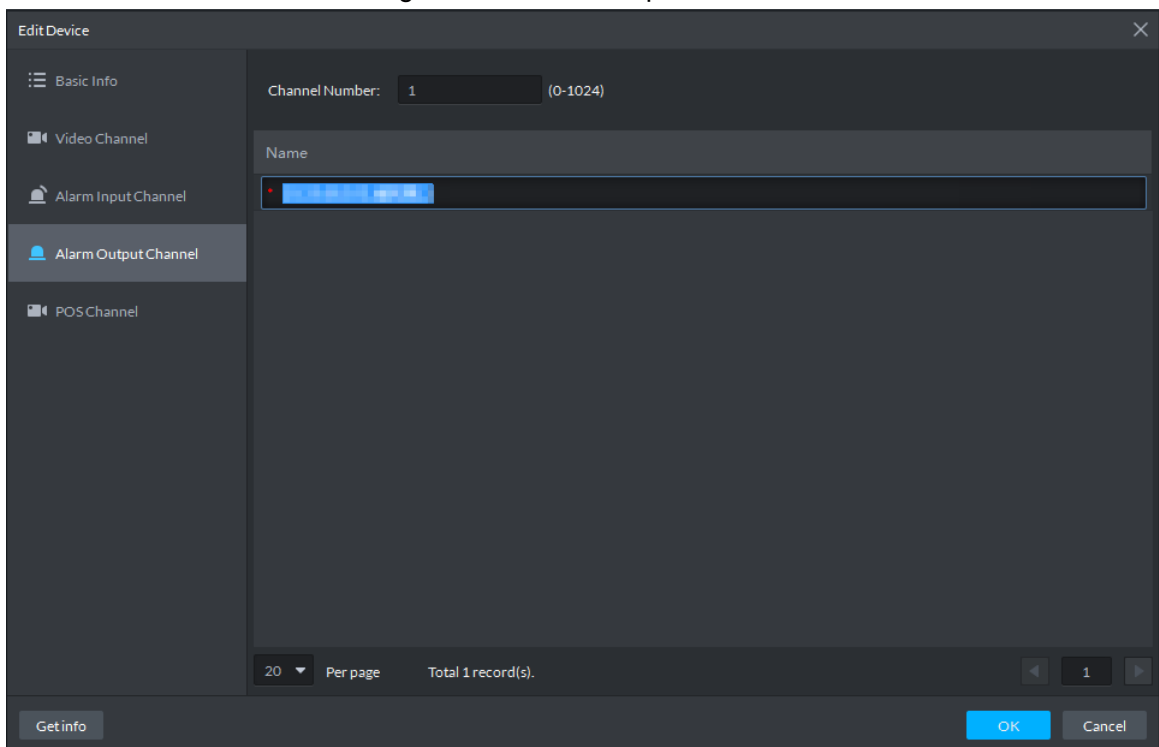 Edit Device
Basic Info
Video Channel
Alarm Input Channel
Alarm Output Channel
POS Channel
Channel Number: 1 (0-1024)
Name
*
20 Per page Total 1 record(s). 1
Get info OK Cancel